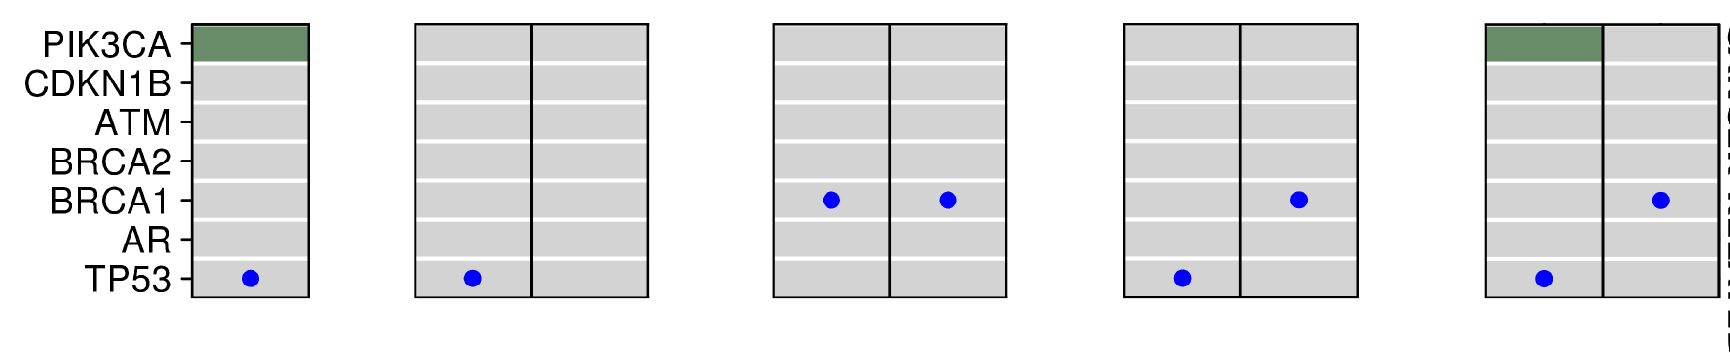 PIK3CA
CDKN1B
ATM
BRCA2
BRCA1
AR
TP53